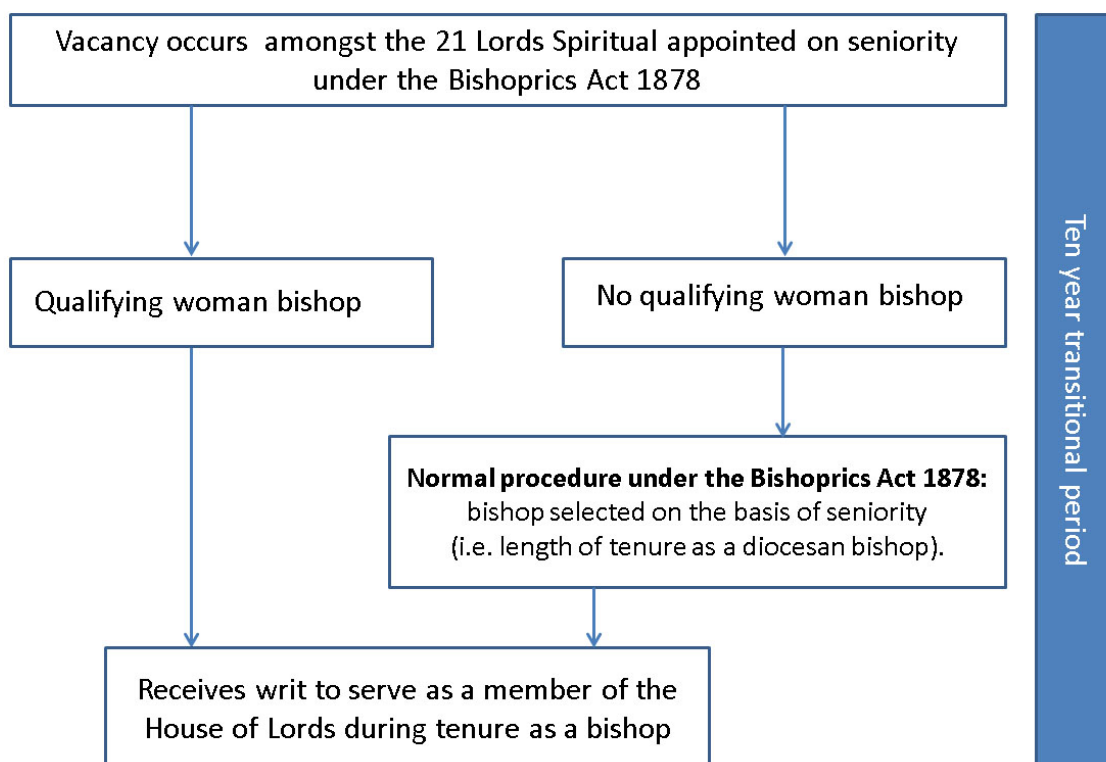 Vacancy occurs amongst the 21 Lords Spiritual appointed on seniority
under the Bishoprics Act 1878
Qualifying woman bishop
No qualifying woman bishop
Normal procedure under the Bishoprics Act 1878:
bishop selected on the basis of seniority
(i.e. length of tenure as a diocesan bishop).
Receives writ to serve as a member of the
House of Lords during tenure as a bishop
Ten year transitional period